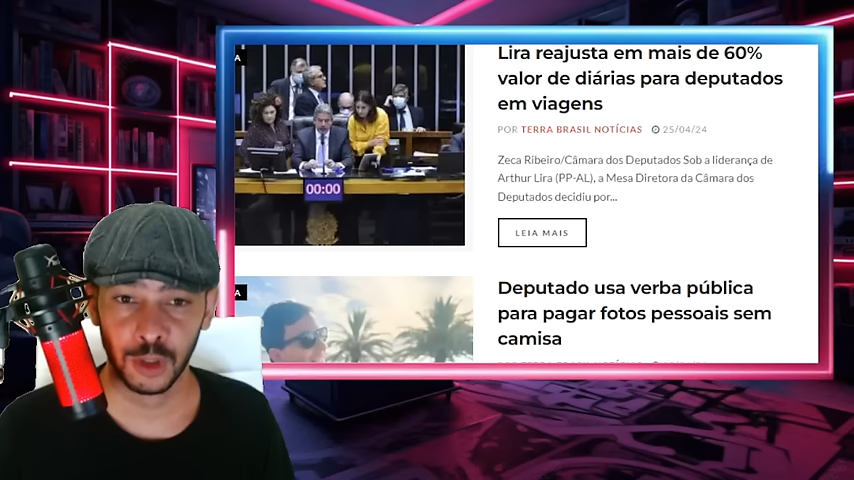 Lira reajusta em mais de 60%
valor de diárias para deputados
em viagens
POR TERRA BRASIL NOTÍCIAS 25/04/24
Zeca Ribeiro/Câmara dos Deputados Sob a liderança de
Arthur Lira (PP-AL), a Mesa Diretora da Câmara dos
Deputados decidiu por...
LEIA MAIS
00:00
Deputado usa verba pública
para pagar fotos pessoais sem
camisa